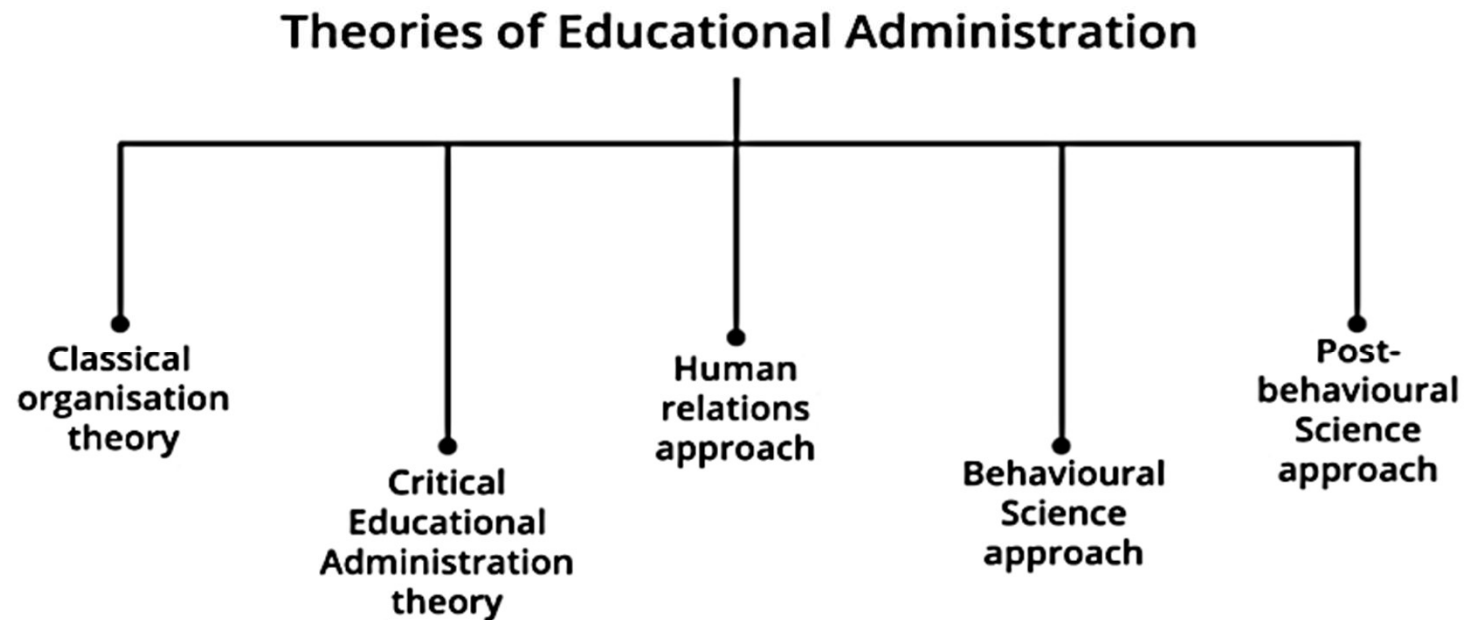 Theories of Educational Administration
Classical
organisation
theory
Critical
Educational
Administration
theory
Human
relations
approach
Behavioural
Science
approach
Post-
behavioural
Science
approach